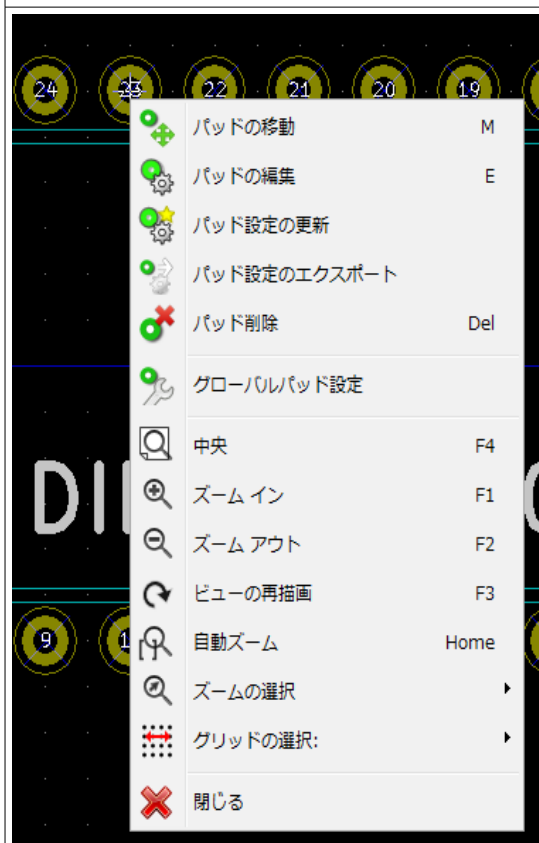 24 23 22 21 20 19
パッドの移動 M
パッドの編集 E
パッド設定の更新
パッド設定のエクスポート
パッド削除 Del
グローバルパッド設定
中央 F4
ズーム イン F1
ズーム アウト F2
ビューの再描画 F3
自動ズーム Home
ズームの選択
グリッドの選択:
閉じる
DI
9 1